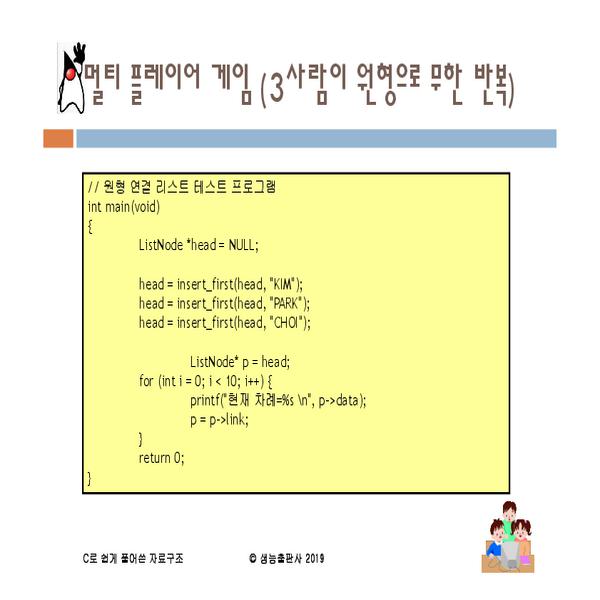 멀티 플레이어 게임 (3사람이 원형으로 무한 반복)
// 원형 연결 리스트 테스트 프로그램
int main(void)
{
ListNode *head = NULL;
head = insert_first(head, "KIM");
head = insert_first(head, "PARK");
head = insert_first(head, "CHOI");
ListNode* p = head;
for (int i = 0; i < 10; i++) {
printf("현재 차례=%s \n", p->data);
p = p->link;
}
return 0;
}
C로 쉽게 풀어쓴 자료구조 © 생능출판사 2019